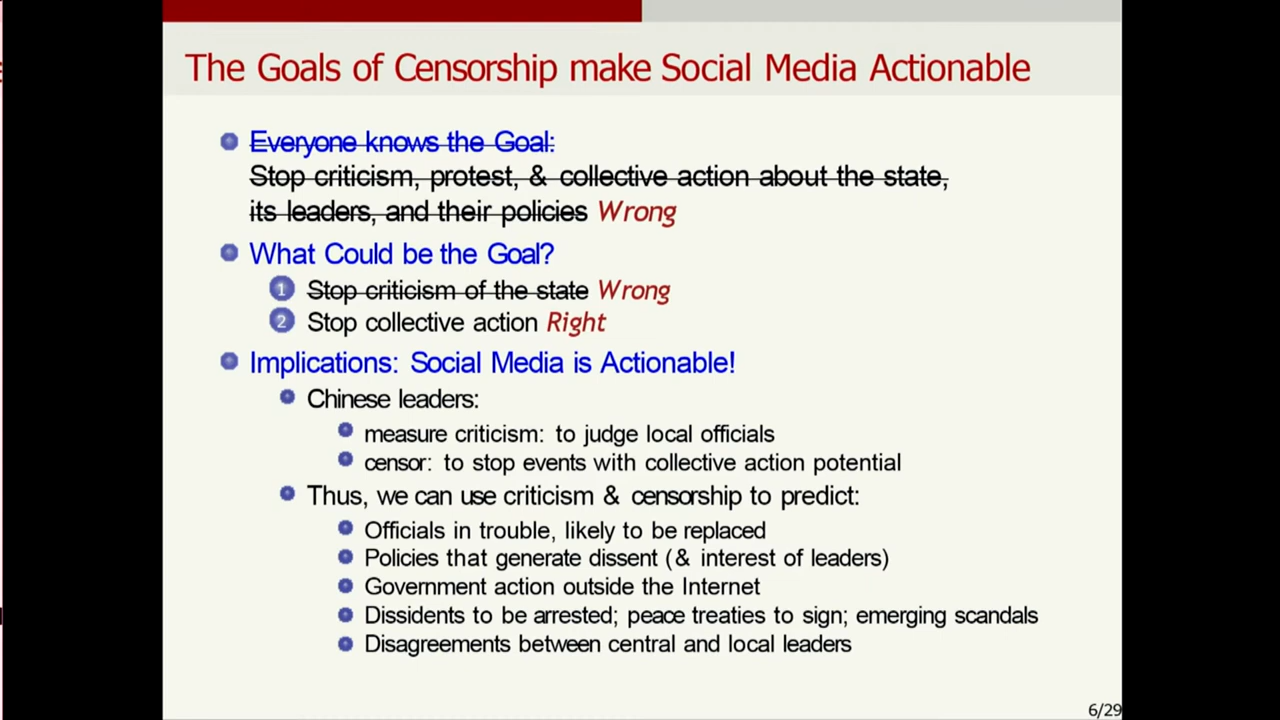 The Goals of Censorship make Social Media Actionable
Everyone knows the Goal:
Stop criticism, protest, & collective action about the state,
its leaders, and their policies Wrong
What Could be the Goal?
1 Stop criticism of the state Wrong
2 Stop collective action Right
Implications: Social Media is Actionable!
Chinese leaders:
measure criticism: to judge local officials
censor: to stop events with collective action potential
Thus, we can use criticism & censorship to predict:
Officials in trouble, likely to be replaced
Policies that generate dissent (& interest of leaders)
Government action outside the Internet
Dissidents to be arrested; peace treaties to sign; emerging scandals
Disagreements between central and local leaders
6/29